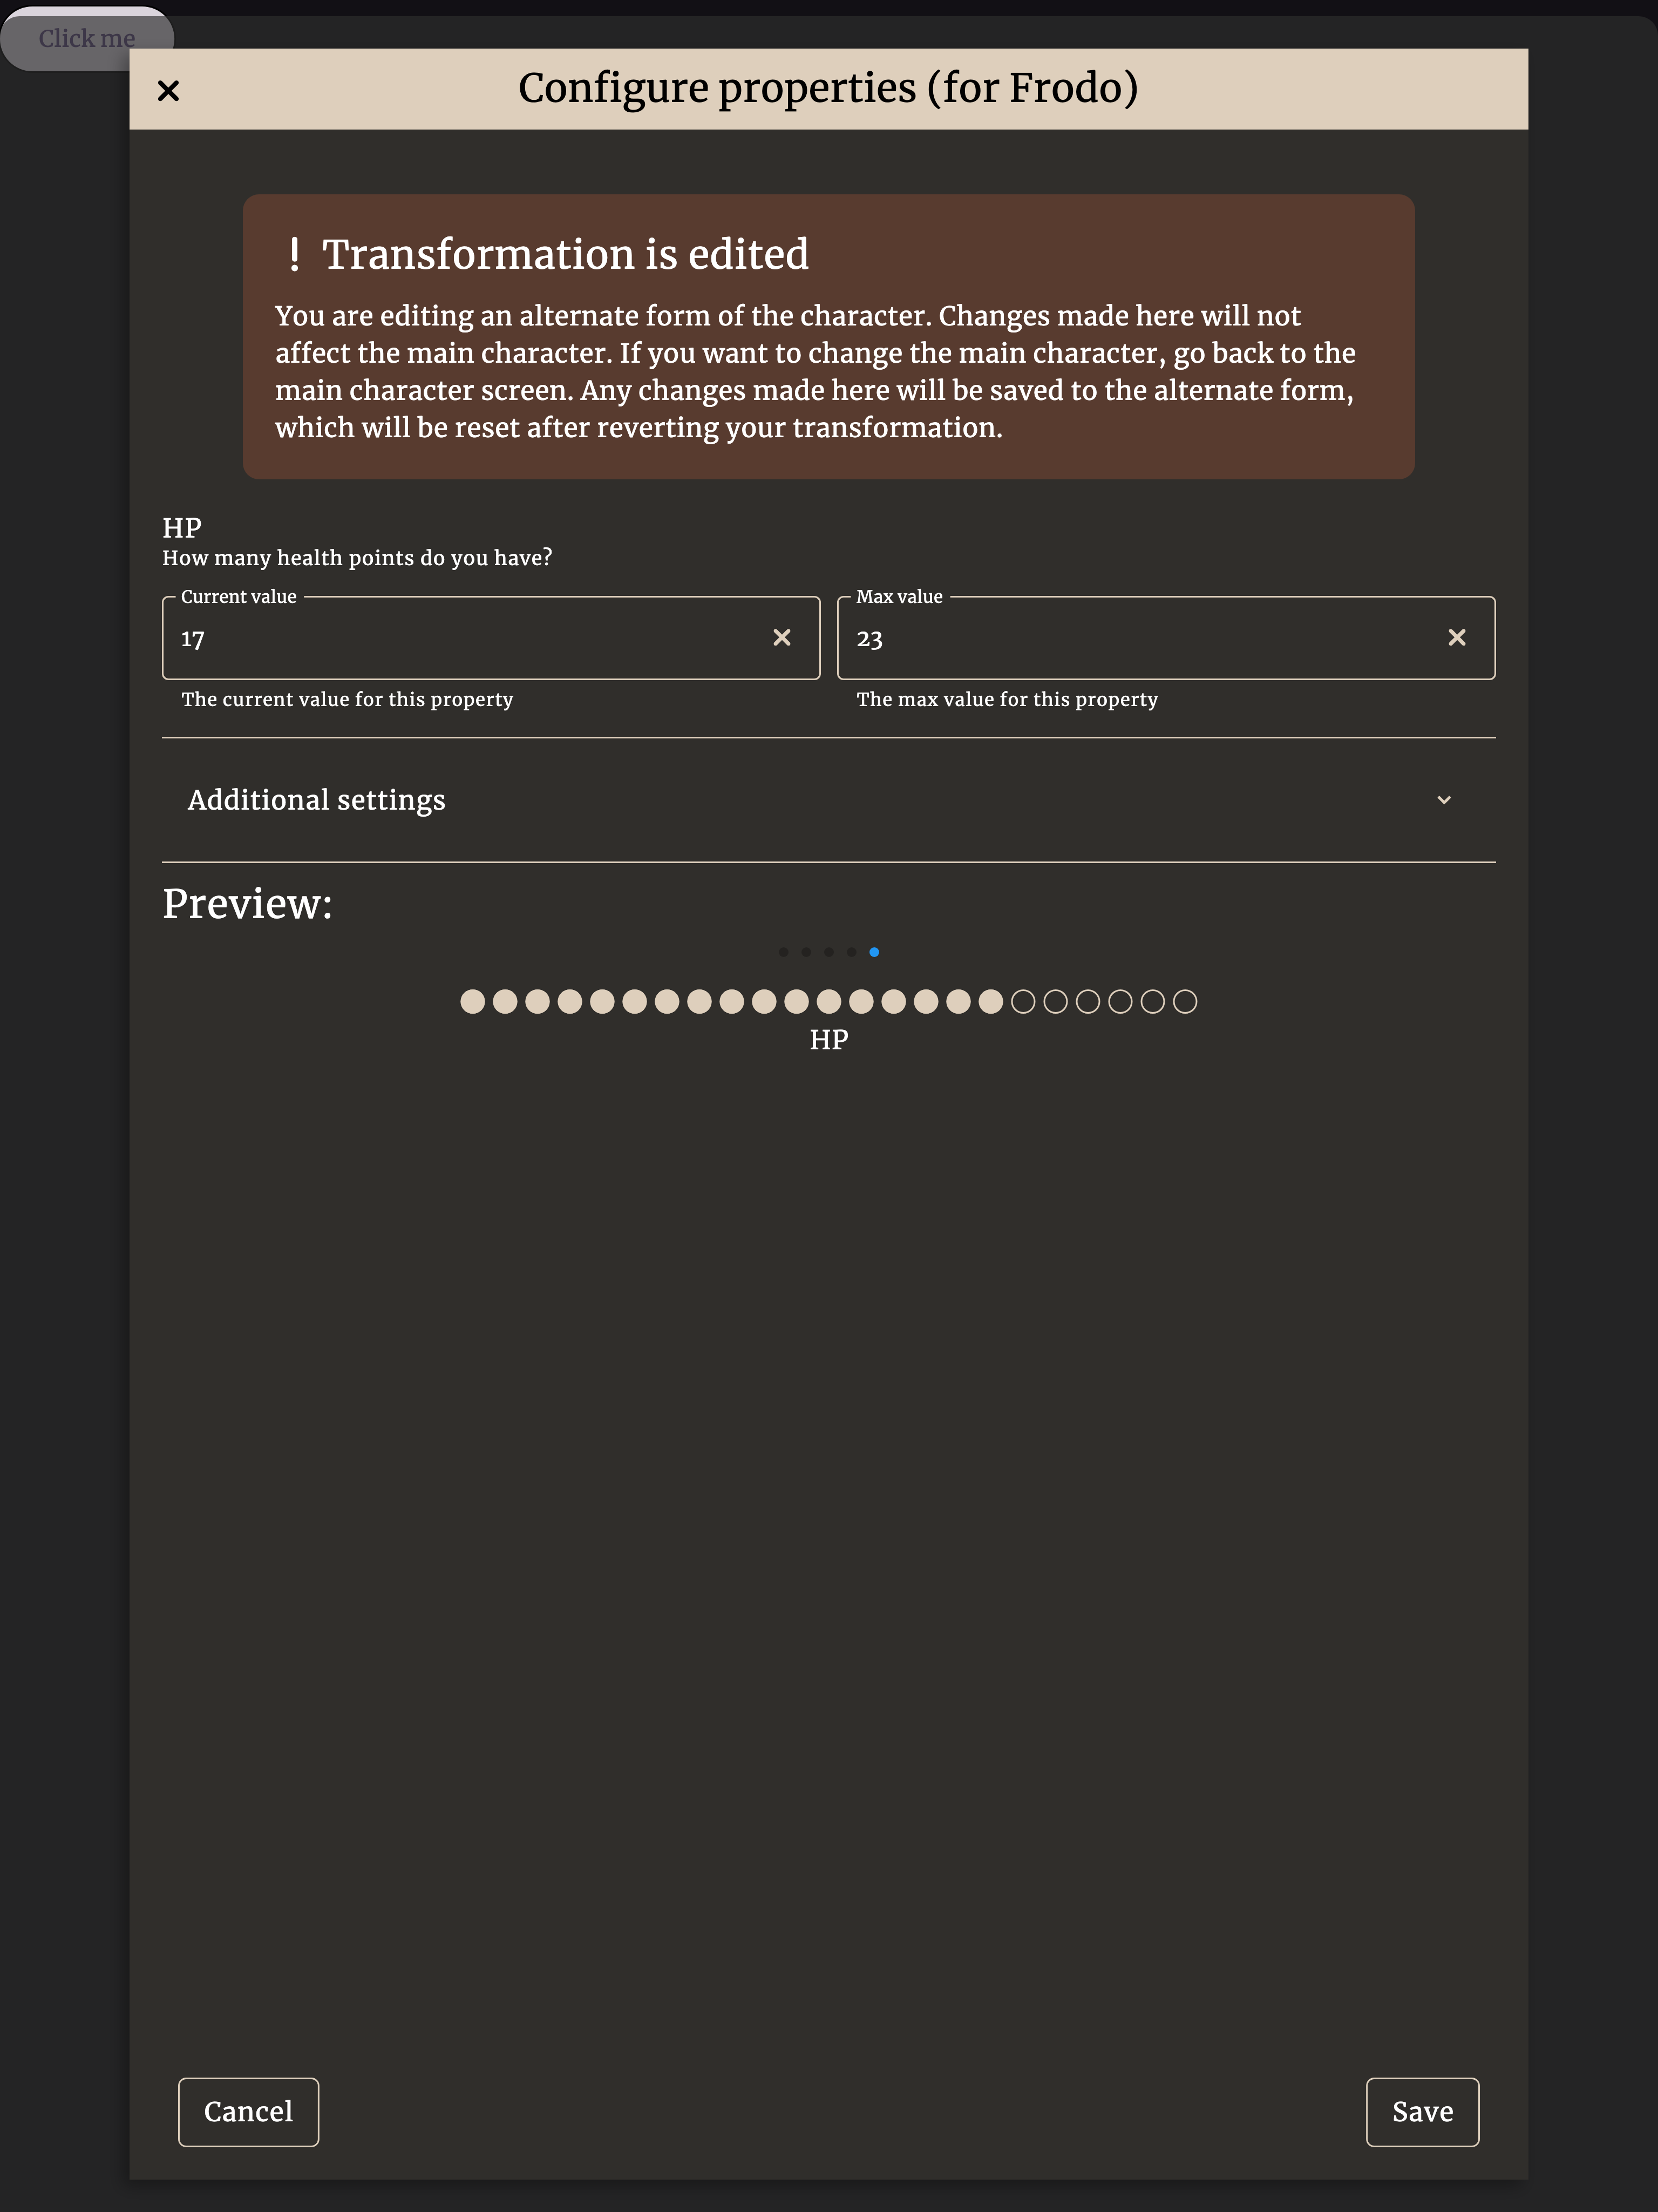 Click me
Configure properties (for Frodo)
! Transformation is edited
You are editing an alternate form of the character. Changes made here will not
affect the main character. If you want to change the main character, go back to the
main character screen. Any changes made here will be saved to the alternate form,
which will be reset after reverting your transformation.
HP
How many health points do you have?
Current value
17
The current value for this property
Max value
23
The max value for this property
Additional settings
Preview:
HP
Cancel
Save